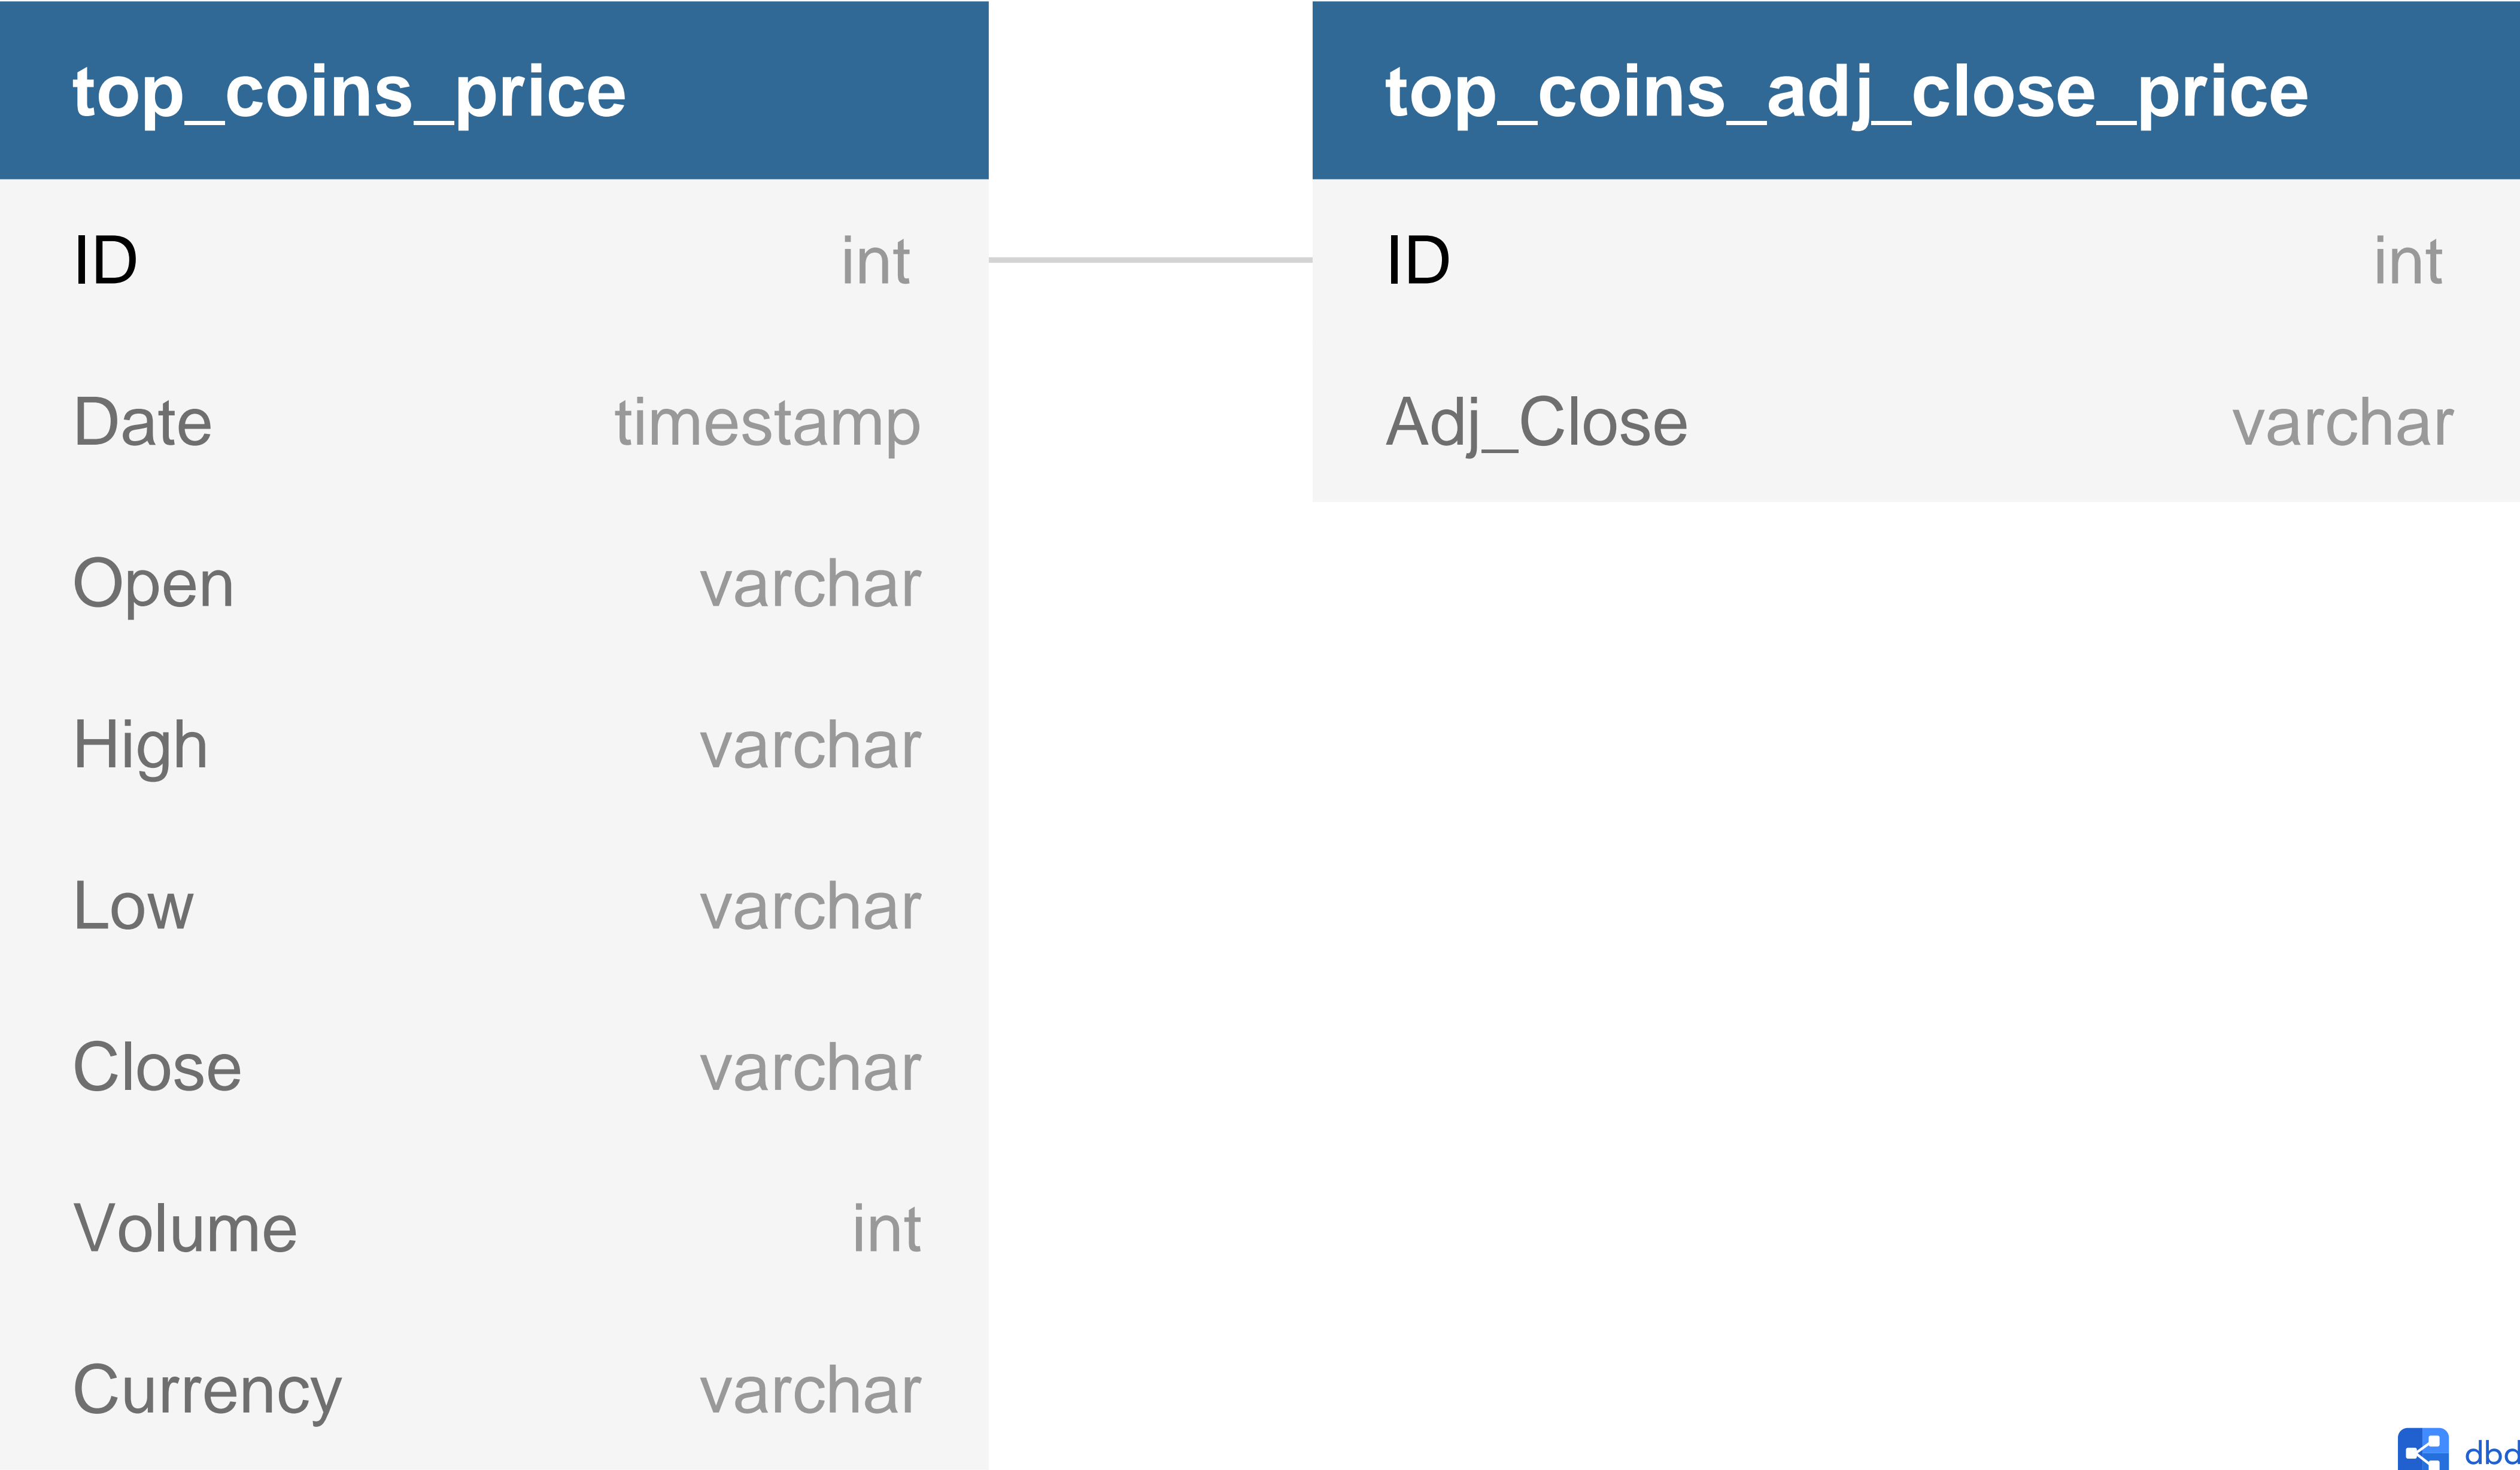 top_coins_price
ID int
Date timestamp
Open varchar
High varchar
Low varchar
Close varchar
Volume int
Currency varchar
top_coins_adj_close_price
ID int
Adj_Close varchar